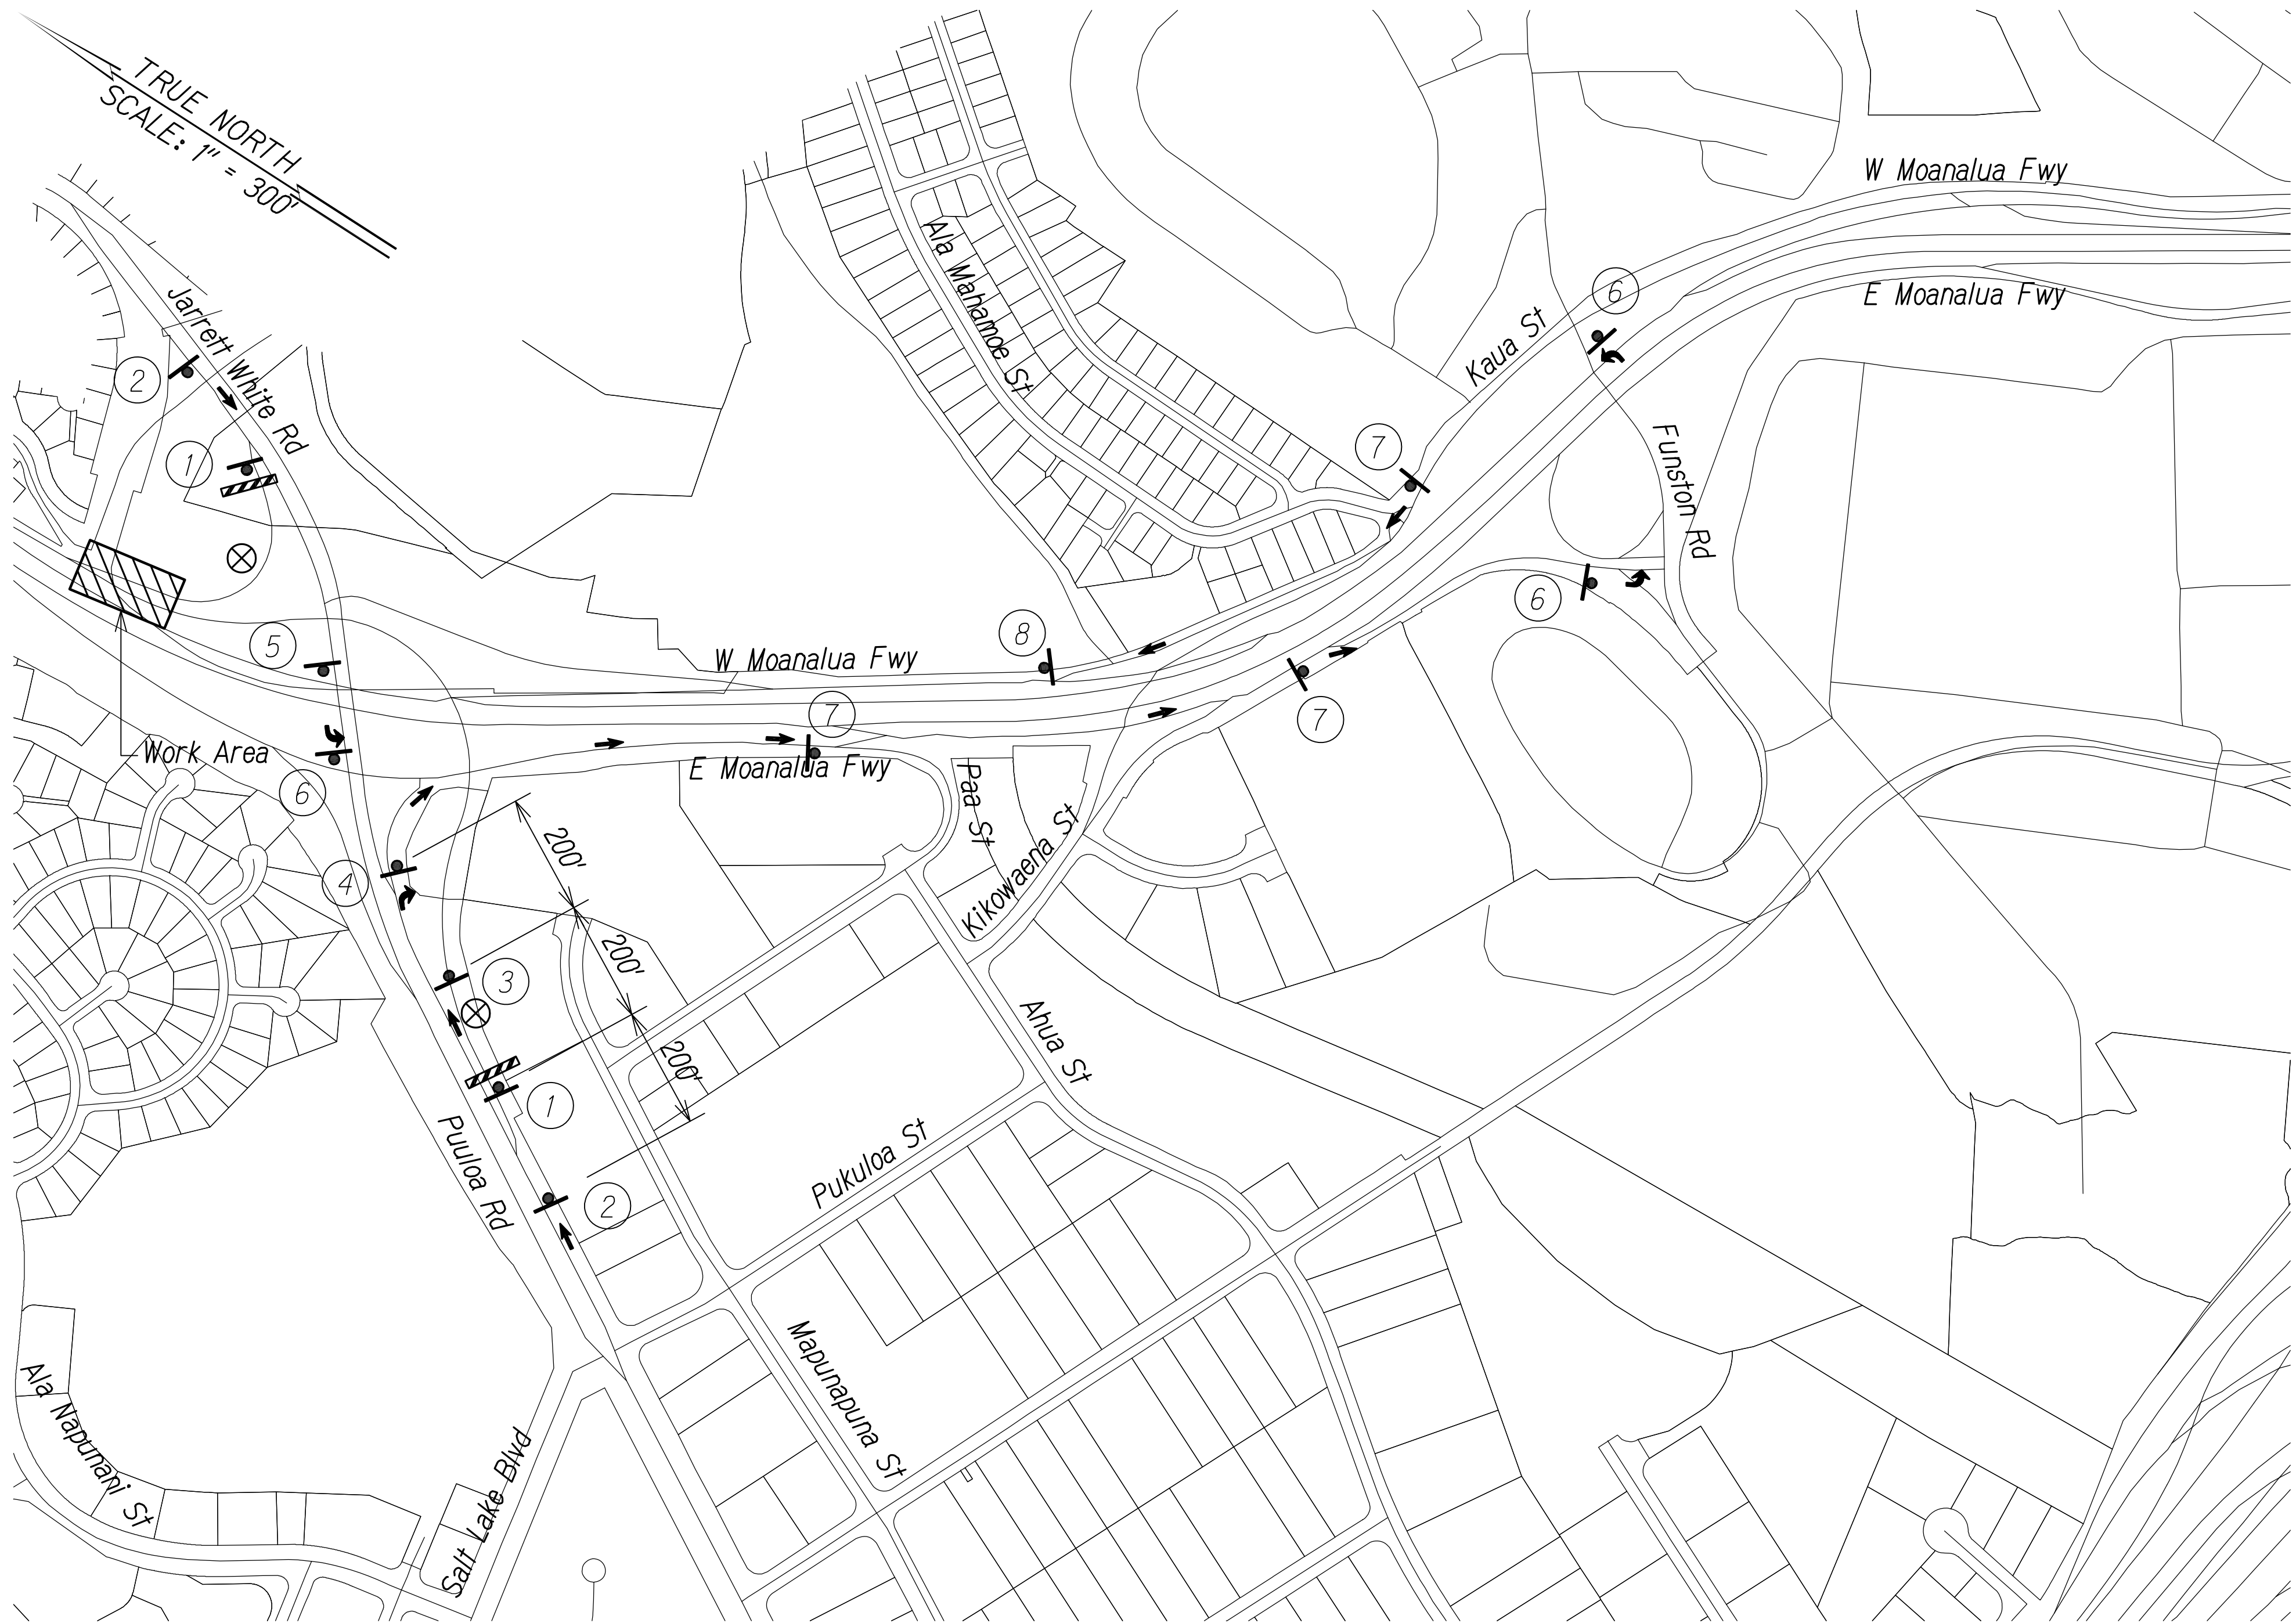 TRUE NORTH
SCALE: 1" = 300'
W Moanalua Fwy
E Moanalua Fwy
Jarrett White Rd
Ala Mahamoe St
Kaua St
6
2
1
7
Funston Rd
6
5
8
W Moanalua Fwy
7
7
Work Area
E Moanalua Fwy
6
Paa St
Kikowaena St
200'
4
200'
3
Ahua St
200'
1
Puuloa Rd
2
Pukuloa St
Mapunapuna St
Ala Napunani St
Salt Lake Blvd